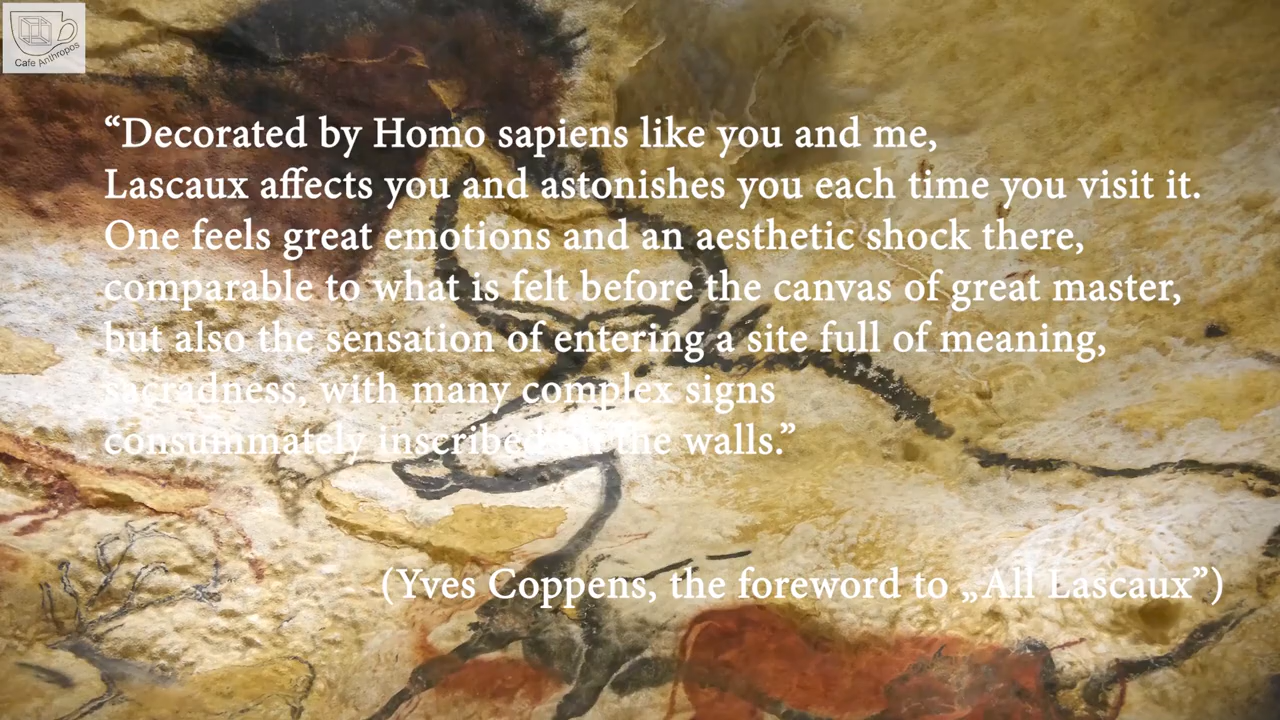 Cafe Anthropos
“Decorated by Homo sapiens like you and me,
Lascaux affects you and astonishes you each time you visit it.
One feels great emotions and an aesthetic shock there,
comparable to what is felt before the canvas of great master,
but also the sensation of entering a site full of meaning,
sacradness, with many complex signs
consummately inscribed on the walls.”
(Yves Coppens, the foreword to „All Lascaux”)